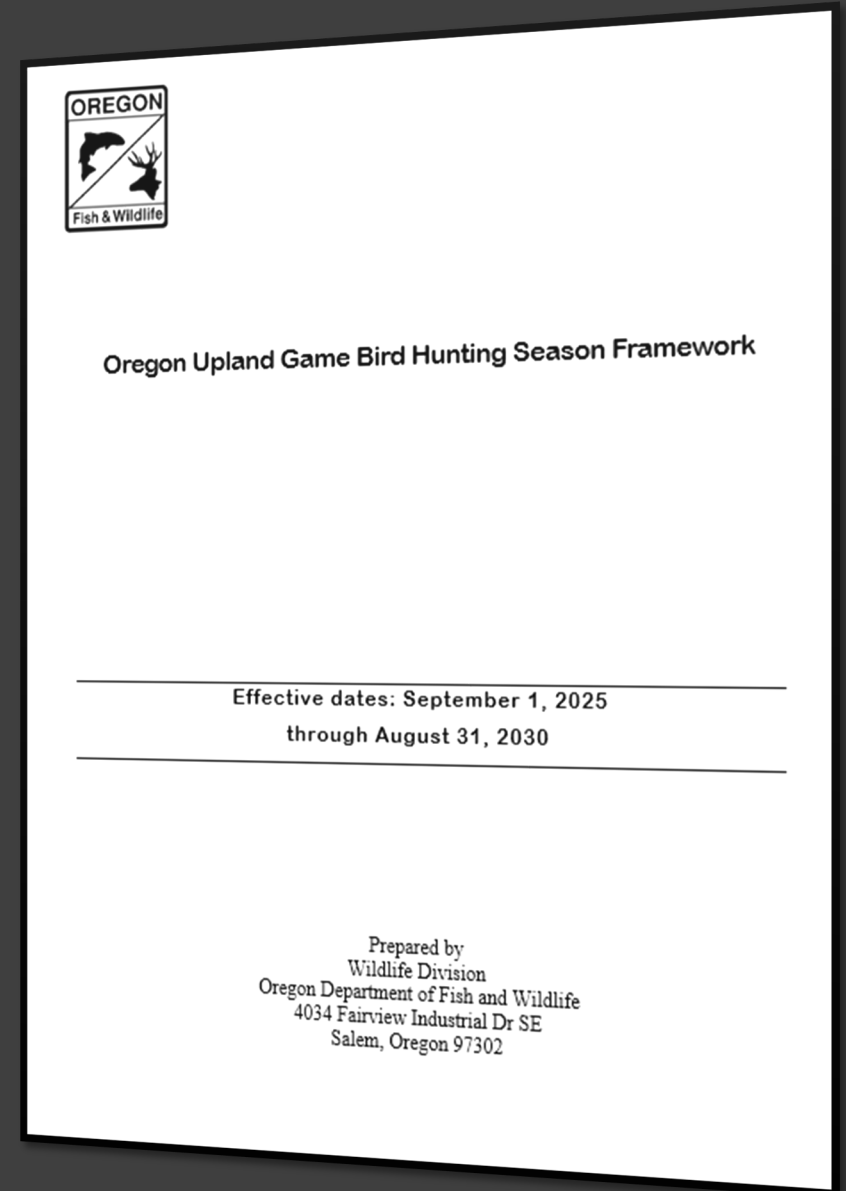 OREGON
Fish & Wildlife
Oregon Upland Game Bird Hunting Season Framework
Effective dates: September 1, 2025
through August 31, 2030
Prepared by
Wildlife Division
Oregon Department of Fish and Wildlife
4034 Fairview Industrial Dr SE
Salem, Oregon 97302